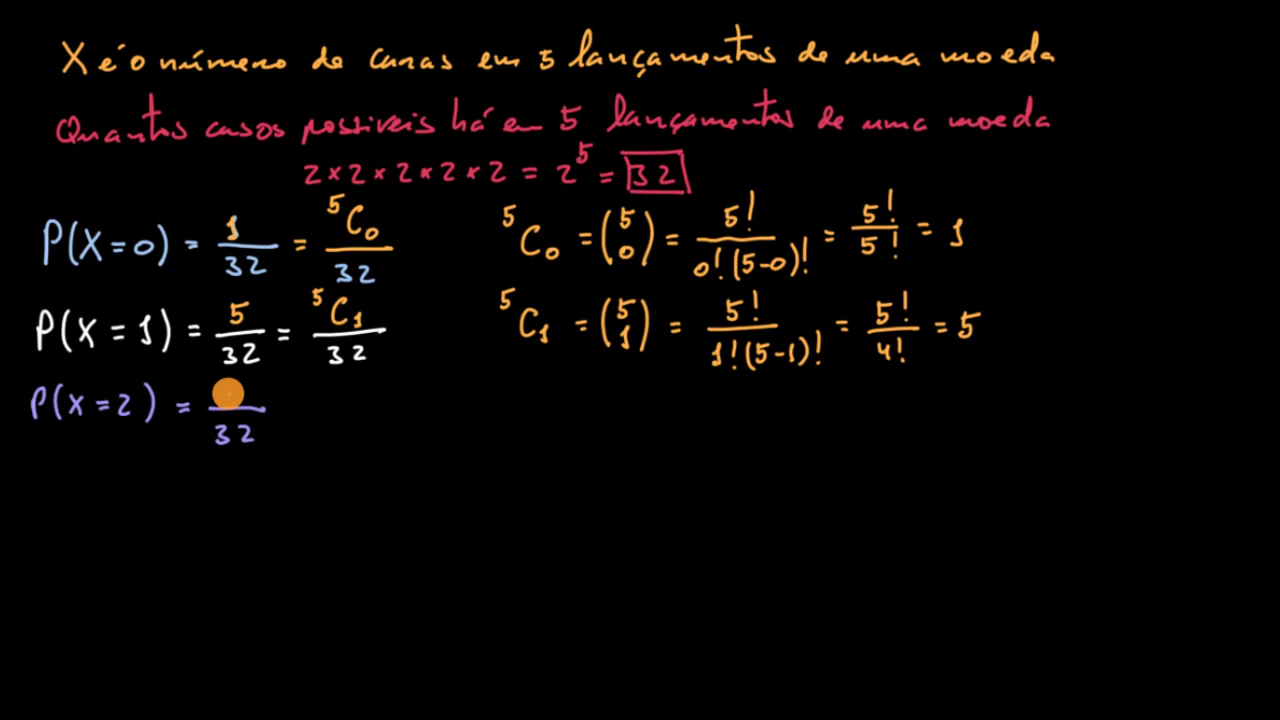 X é o número de caras em 5 lançamentos de uma moeda
Quantos casos possíveis há em 5 lançamentos de uma moeda
2 × 2 × 2 × 2 × 2 = 2⁵ = 32
P(X=0) = 1/32 = ⁵C₀/32
⁵C₀ = (5 0) = 5!/0!(5-0)! = 5!/5! = 1
P(X=1) = 5/32 = ⁵C₁/32
⁵C₁ = (5 1) = 5!/1!(5-1)! = 5!/4! = 5
P(X=2) = /32